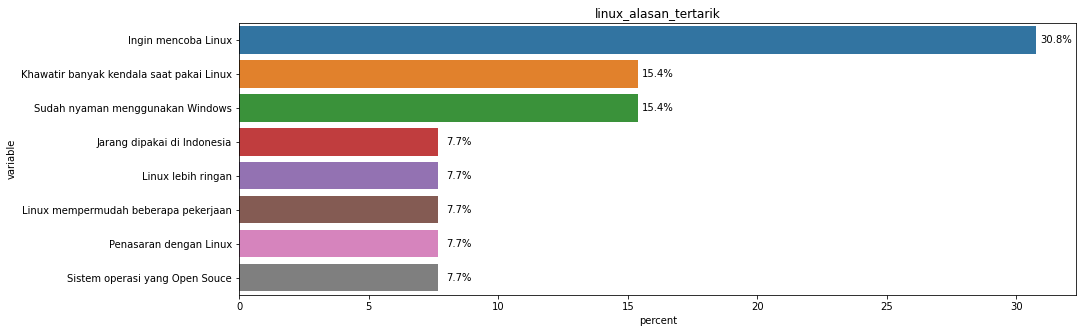 linux_alasan_tertarik
variable
Ingin mencoba Linux
30.8%
Khawatir banyak kendala saat pakai Linux
15.4%
Sudah nyaman menggunakan Windows
15.4%
Jarang dipakai di Indonesia
7.7%
Linux lebih ringan
7.7%
Linux mempermudah beberapa pekerjaan
7.7%
Penasaran dengan Linux
7.7%
Sistem operasi yang Open Souce
7.7%
0 5 10 15 20 25 30
percent